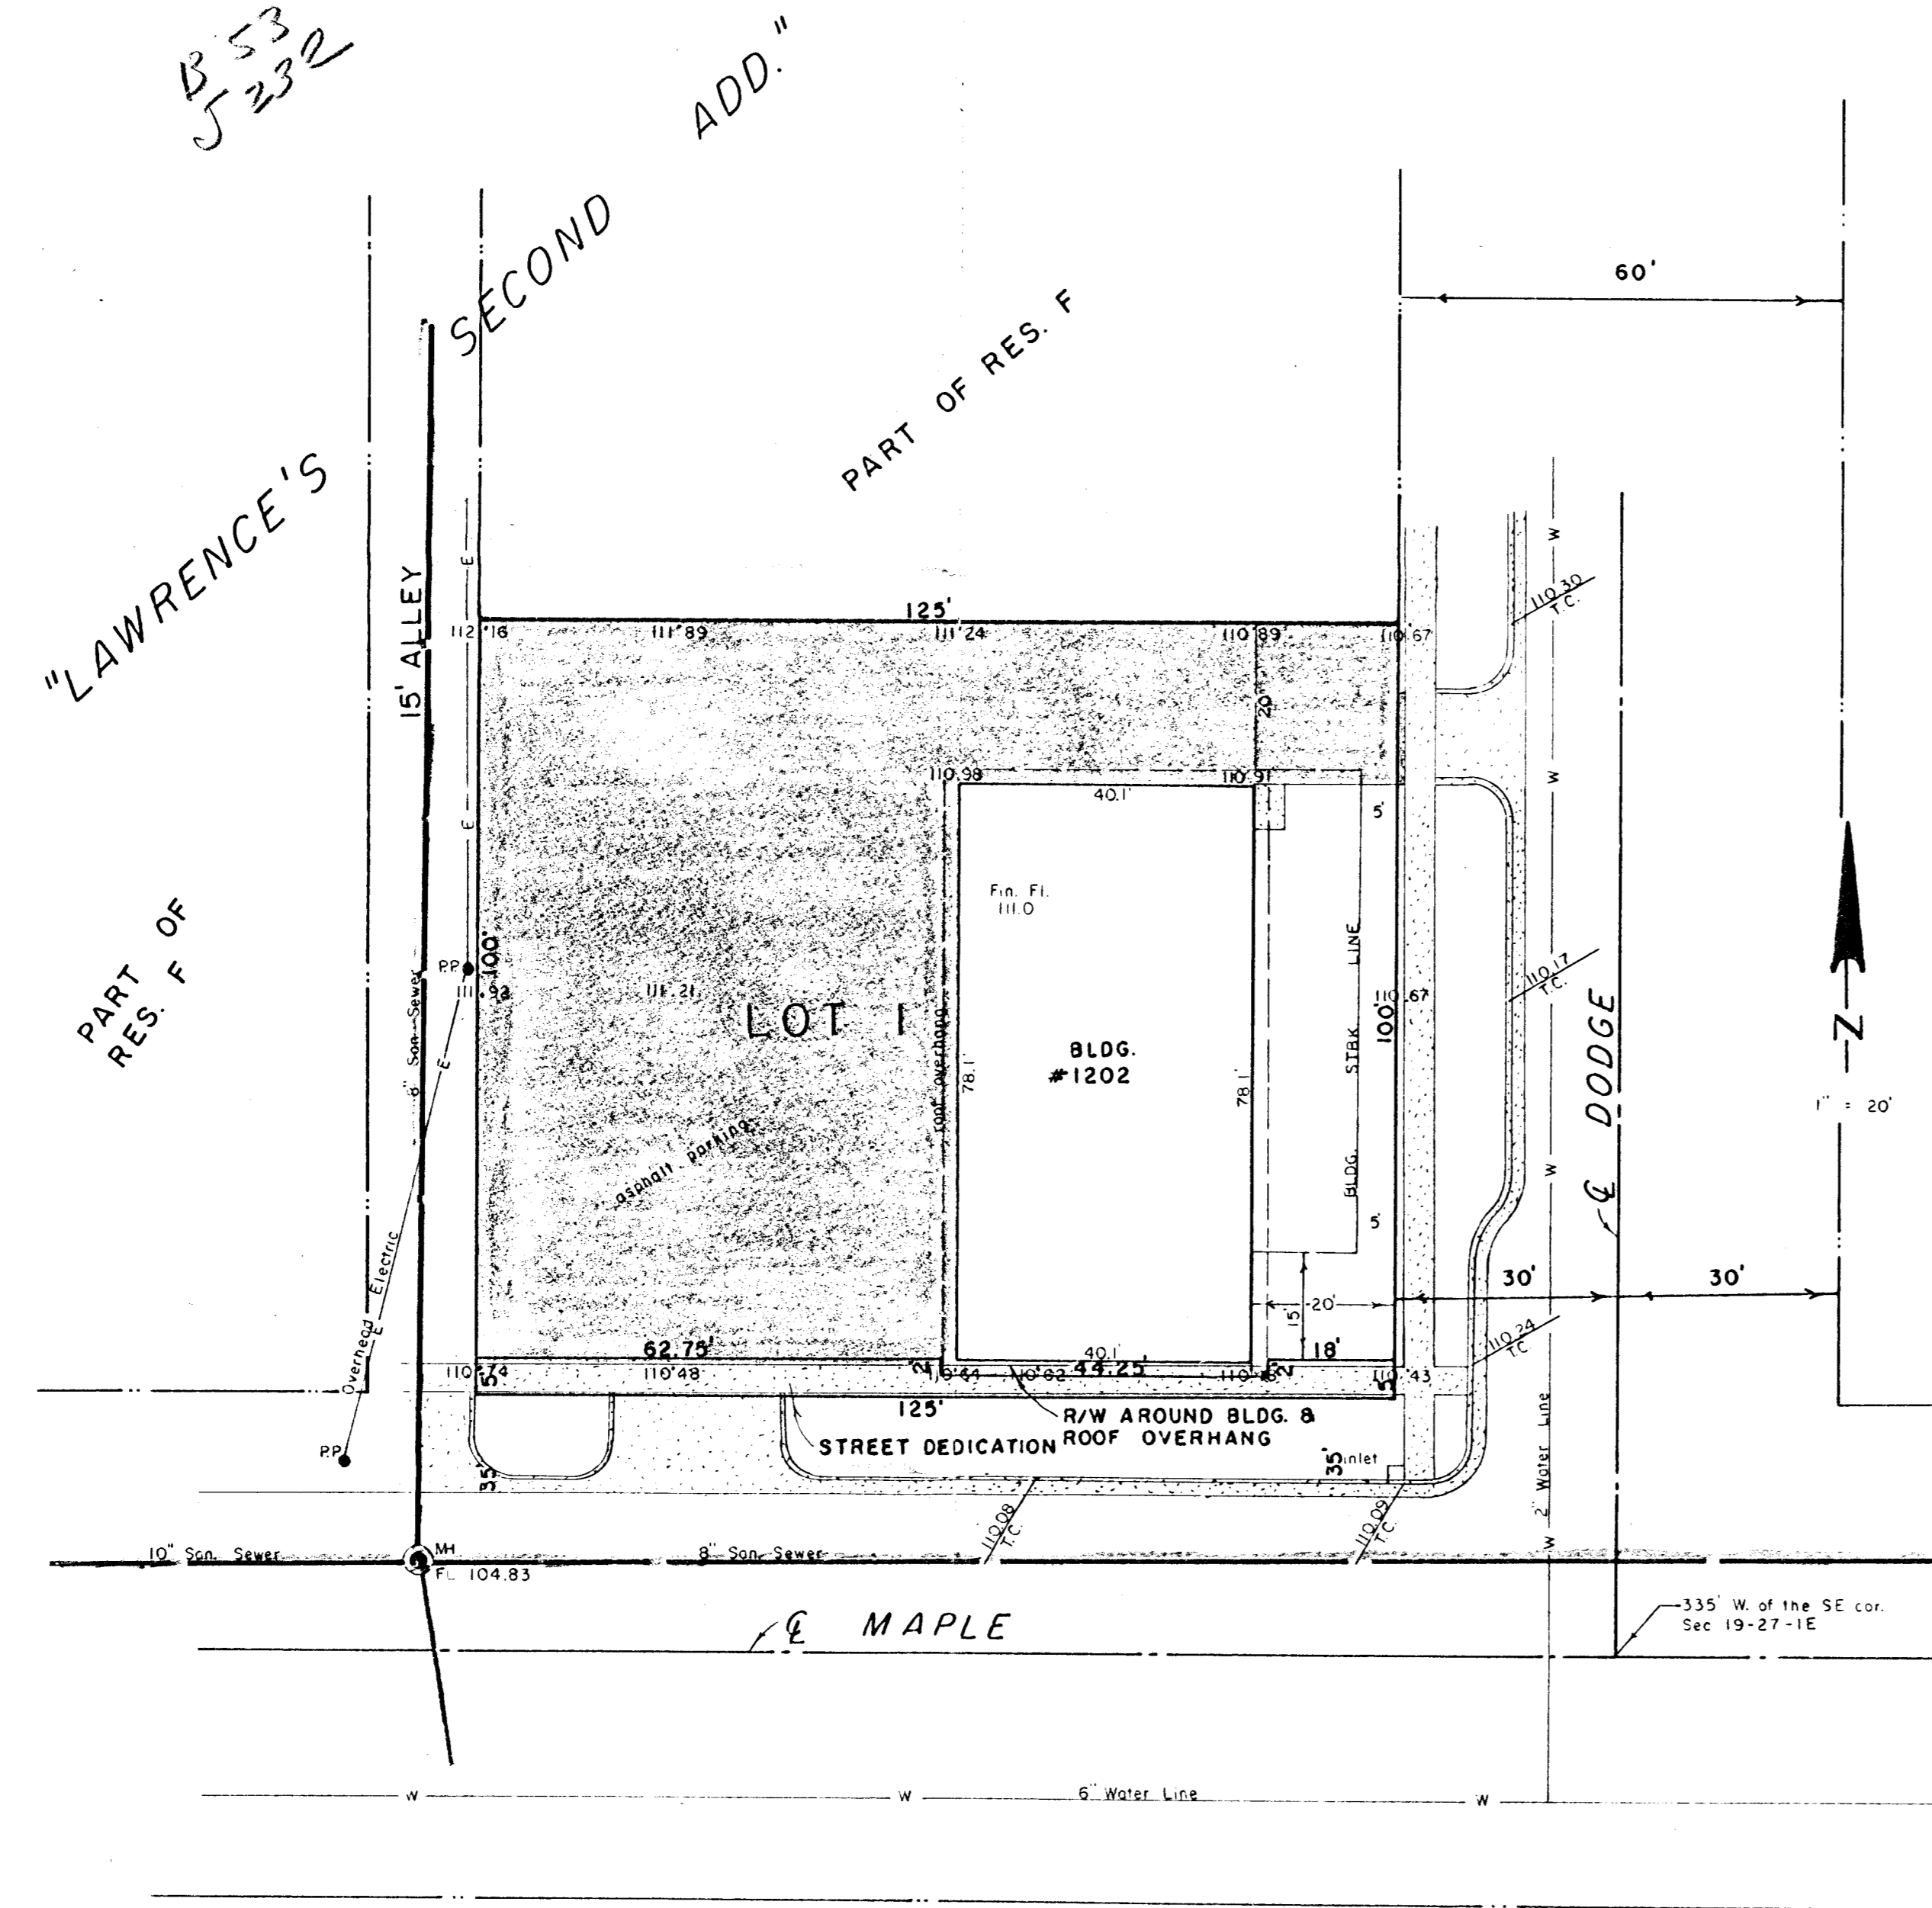 B 53
J 232
"LAWRENCE'S SECOND ADD."
PART OF RES. F
60'
15' ALLEY
E
W
110.30
T.C.
125'
112.16
111.89
111.24
110.89
110.67
20'
E
W
110.98
110.91
40.1'
5'
Fin. Fl.
111.0
PART OF
RES. F
P.P.
100'
111.93
111.21
LOT 1
8" San. Sewer
roof overhang
78.1'
BLDG.
#1202
78.1'
BLDG. STBK LINE
110.67
100'
110.17
T.C.
℄ DODGE
N
1" = 20'
E
asphalt parking
W
5'
Overhead Electric
E
30'
30'
20'
15'
110.24
T.C.
62.75'
40.1'
18'
2'
44.25'
2'
110.74
5'
110.48
110.64
110.62
110.43
5'
125'
R/W AROUND BLDG. &
ROOF OVERHANG
STREET DEDICATION
P.P.
35'
35'
inlet
2" Water Line
110.08
T.C.
110.09
T.C.
W
10" San. Sewer
MH
FL 104.83
8" San. Sewer
℄ MAPLE
335' W. of the SE cor.
Sec 19-27-1E
W
W
6" Water Line
W